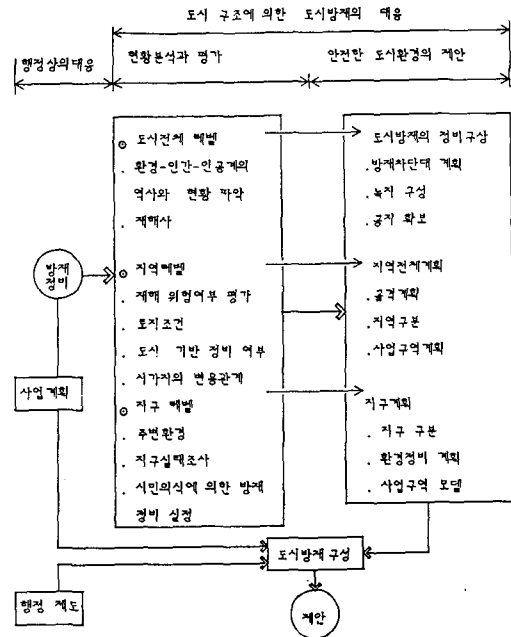 도시 구조에 의한 도시방재의 대응
행정상의대응
현황분석과 평가
안전한 도시환경의 제안
⊙ 도시전체 레벨
. 환경-인간-인공계의
역사와 현황 파악
. 재해사
⊙ 지역레벨
. 재해 위험여부 평가
. 토지조건
. 도시 기반 정비 여부
. 시가지의 변용관계
⊙ 지구 레벨
. 주변환경
. 지구실태조사
. 시민의식에 의한 방재
정비 실정
도시방재의 정비구상
. 방재차단대 계획
. 녹지 구성
. 공지 확보
지역전체계획
. 골격계획
. 지역구분
. 사업구역계획
지구계획
. 지구 구분
. 환경정비 계획
. 사업구역 모델
방재
정비
사업계획
행정 제도
도시방재 구성
제안